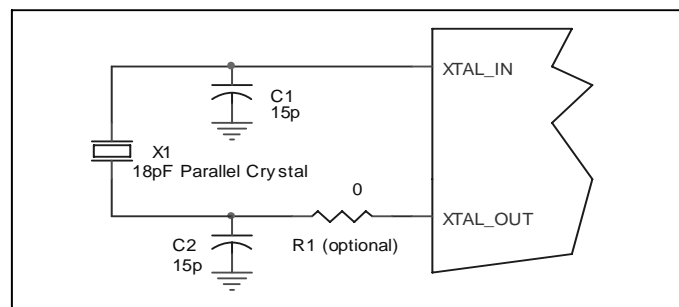 XTAL_IN
C1
15p
X1
18pF Parallel Crystal
0
XTAL_OUT
C2
R1 (optional)
15p